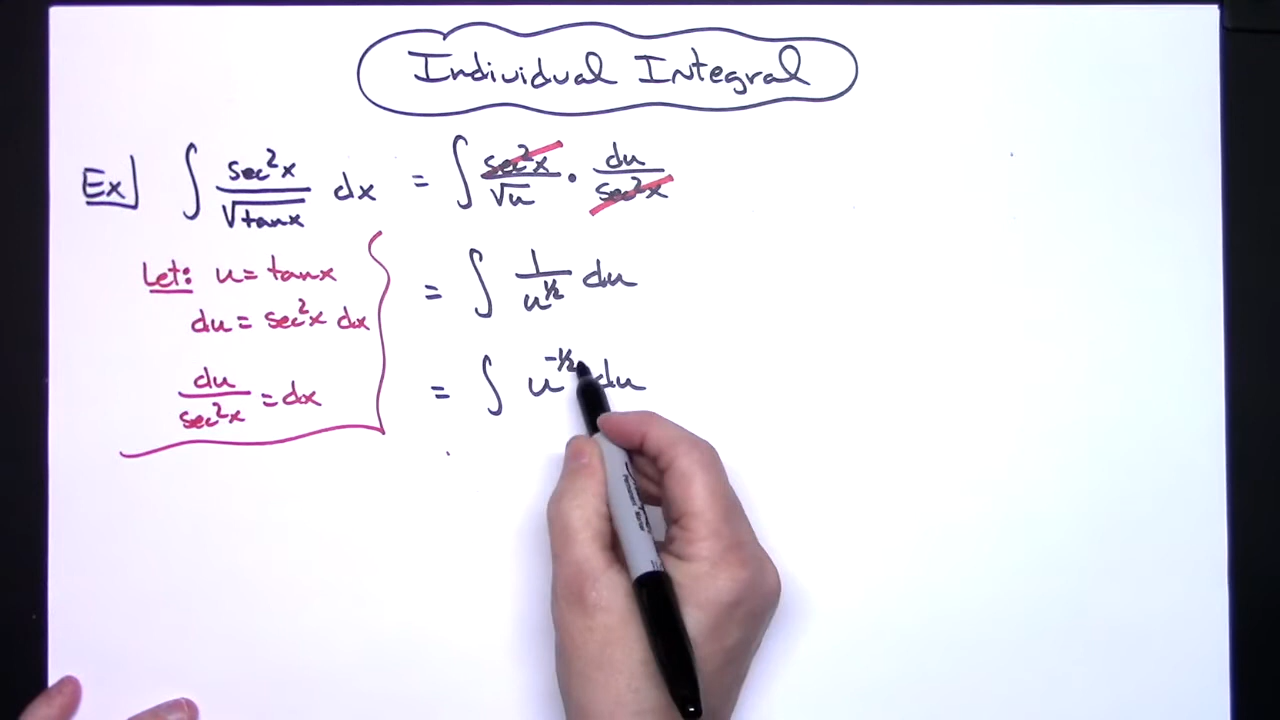 Individual Integral
Ex] ∫ sec²x/√tanx dx = ∫ sec²x/√u · du/sec²x
Let: u = tanx
du = sec²x dx
du/sec²x = dx
= ∫ 1/u^½ du
= ∫ u^-½ du